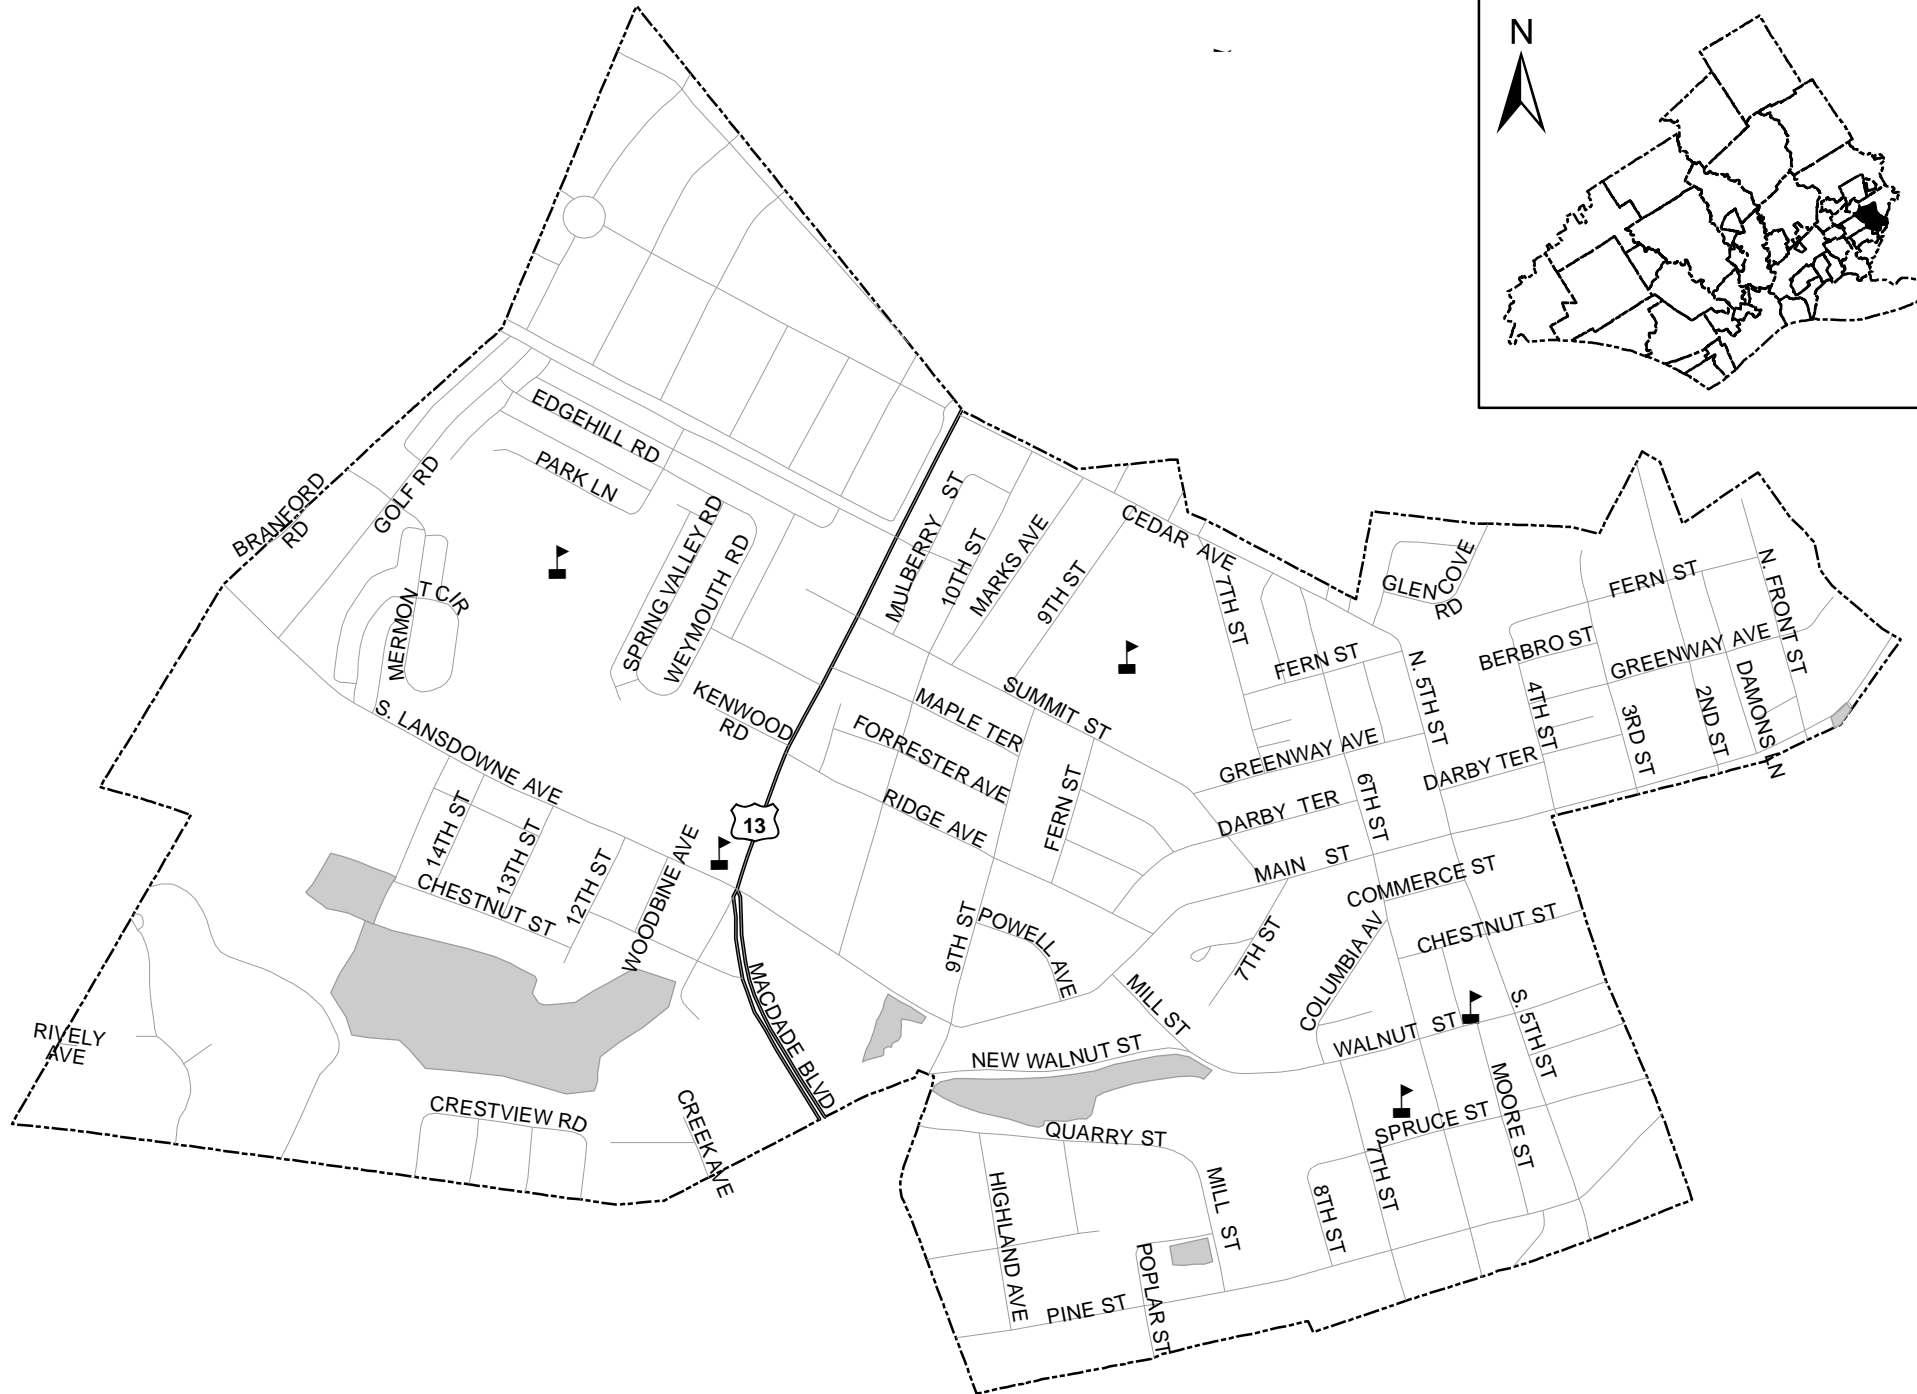 N
EDGEHILL RD
PARK LN
GOLF RD
BRANFORD
RD
MERMON
T CIR
SPRING VALLEY RD
WEYMOUTH RD
MULBERRY ST
10TH ST
MARKS AVE
9TH ST
CEDAR AVE
7TH ST
GLEN COVE
RD
FERN ST
N. FRONT ST
BERBRO ST
GREENWAY AVE
FERN ST
N. 5TH ST
4TH ST
3RD ST
2ND ST
DAMONS LN
KENWOOD
RD
MAPLE TER
SUMMIT ST
FORRESTER AVE
RIDGE AVE
FERN ST
GREENWAY AVE
DARBY TER
DARBY TER
6TH ST
S. LANSDOWNE AVE
14TH ST
13TH ST
12TH ST
WOODBINE AVE
13
CHESTNUT ST
MAIN ST
COMMERCE ST
CHESTNUT ST
9TH ST
POWELL AVE
7TH ST
COLUMBIA AV
MACDADE BLVD
MILL ST
NEW WALNUT ST
WALNUT ST
S. 5TH ST
RIVELY
AVE
CRESTVIEW RD
CREEK AVE
QUARRY ST
SPRUCE ST
MOORE ST
HIGHLAND AVE
MILL ST
8TH ST
7TH ST
POPLAR ST
PINE ST